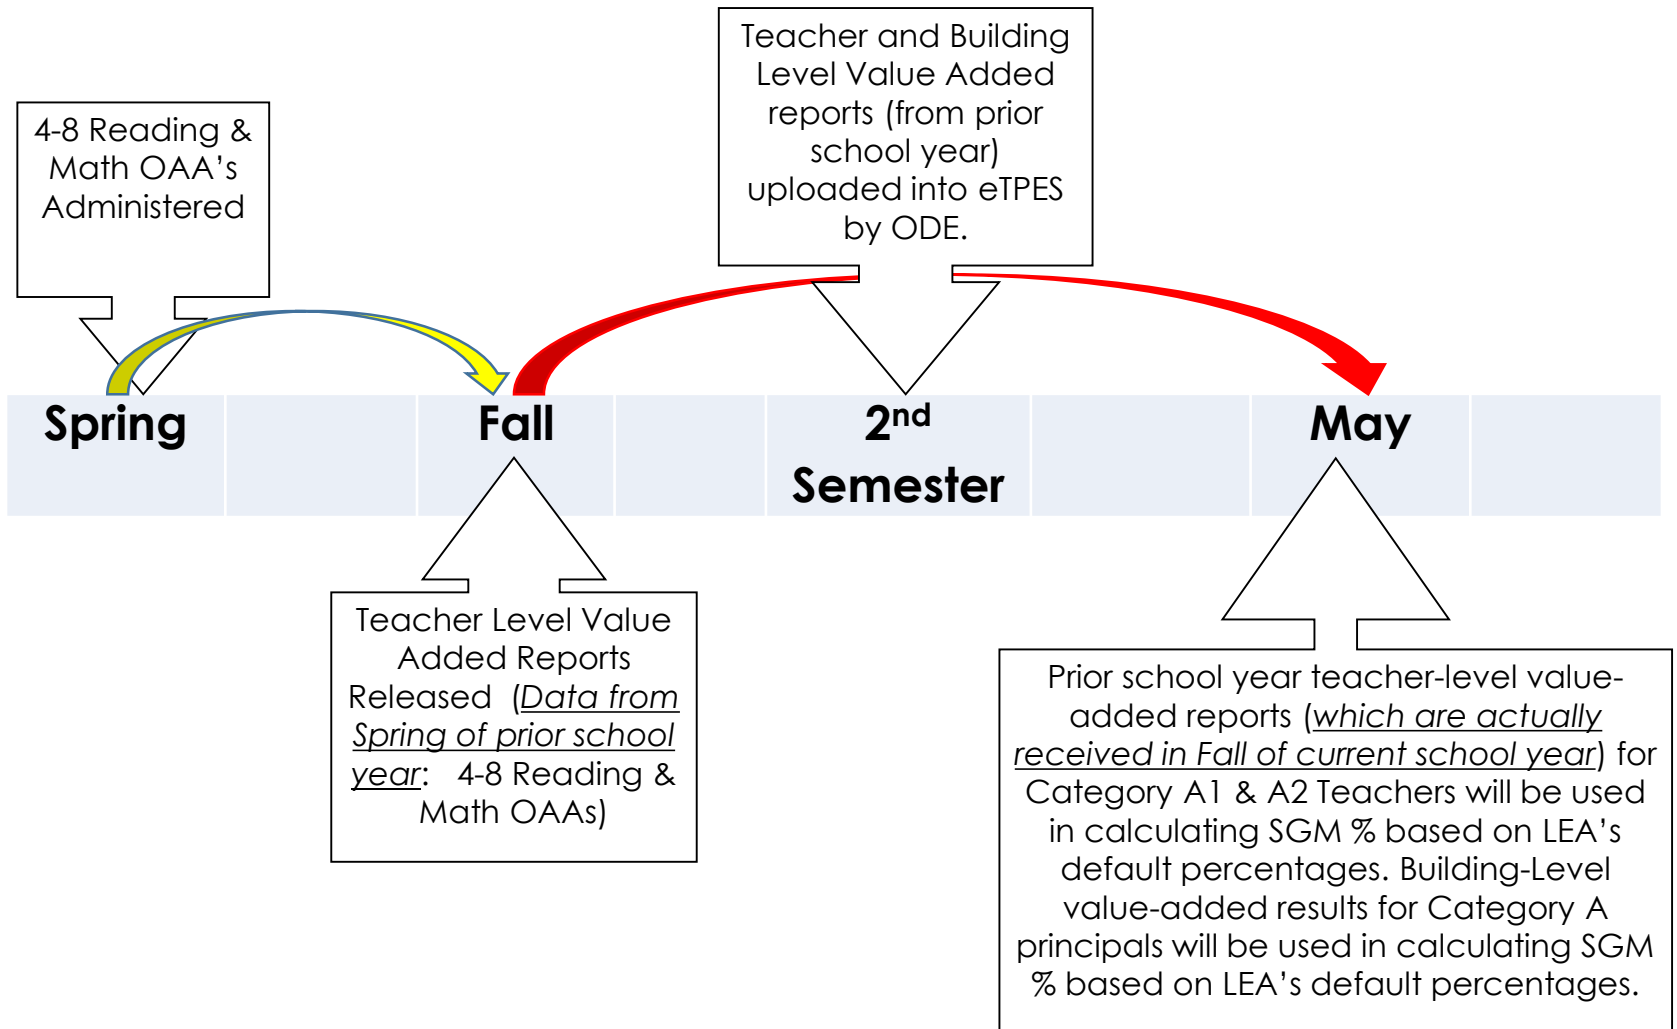 4-8 Reading &
Math OAA’s
Administered
Teacher and Building
Level Value Added
reports (from prior
school year)
uploaded into eTPES
by ODE.
Spring
Fall
2nd
Semester
May
Teacher Level Value
Added Reports
Released (Data from
Spring of prior school
year: 4-8 Reading &
Math OAAs)
Prior school year teacher-level value-
added reports (which are actually
received in Fall of current school year) for
Category A1 & A2 Teachers will be used
in calculating SGM % based on LEA’s
default percentages. Building-Level
value-added results for Category A
principals will be used in calculating SGM
% based on LEA’s default percentages.